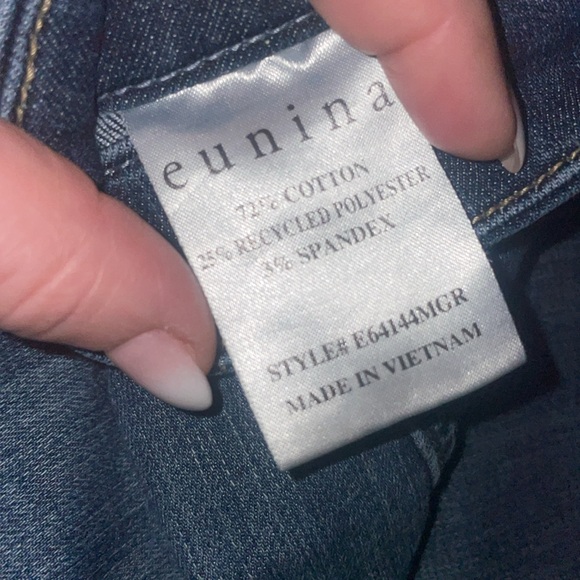 eunina
72% COTTON
25% RECYCLED POLYESTER
3% SPANDEX
STYLE# E64144MGR
MADE IN VIETNAM